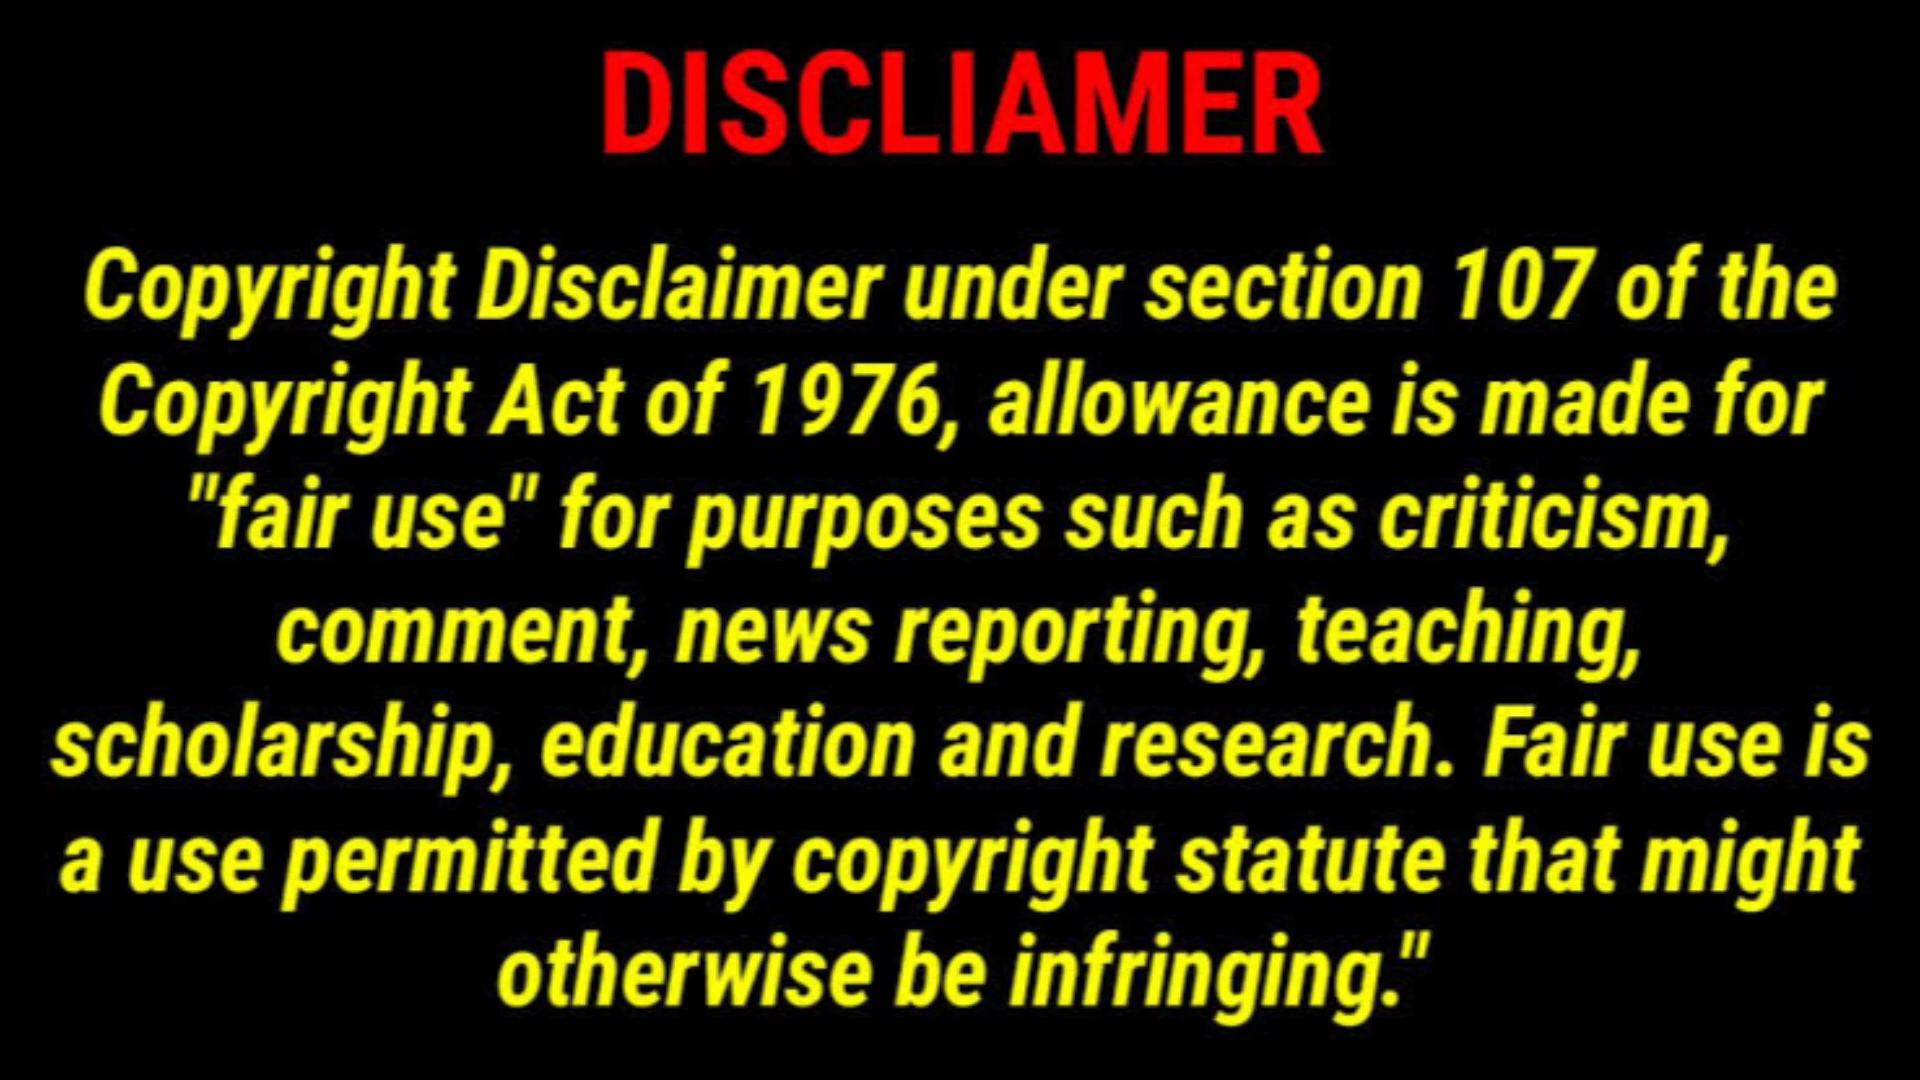 DISCLIAMER
Copyright Disclaimer under section 107 of the
Copyright Act of 1976, allowance is made for
"fair use" for purposes such as criticism,
comment, news reporting, teaching,
scholarship, education and research. Fair use is
a use permitted by copyright statute that might
otherwise be infringing."